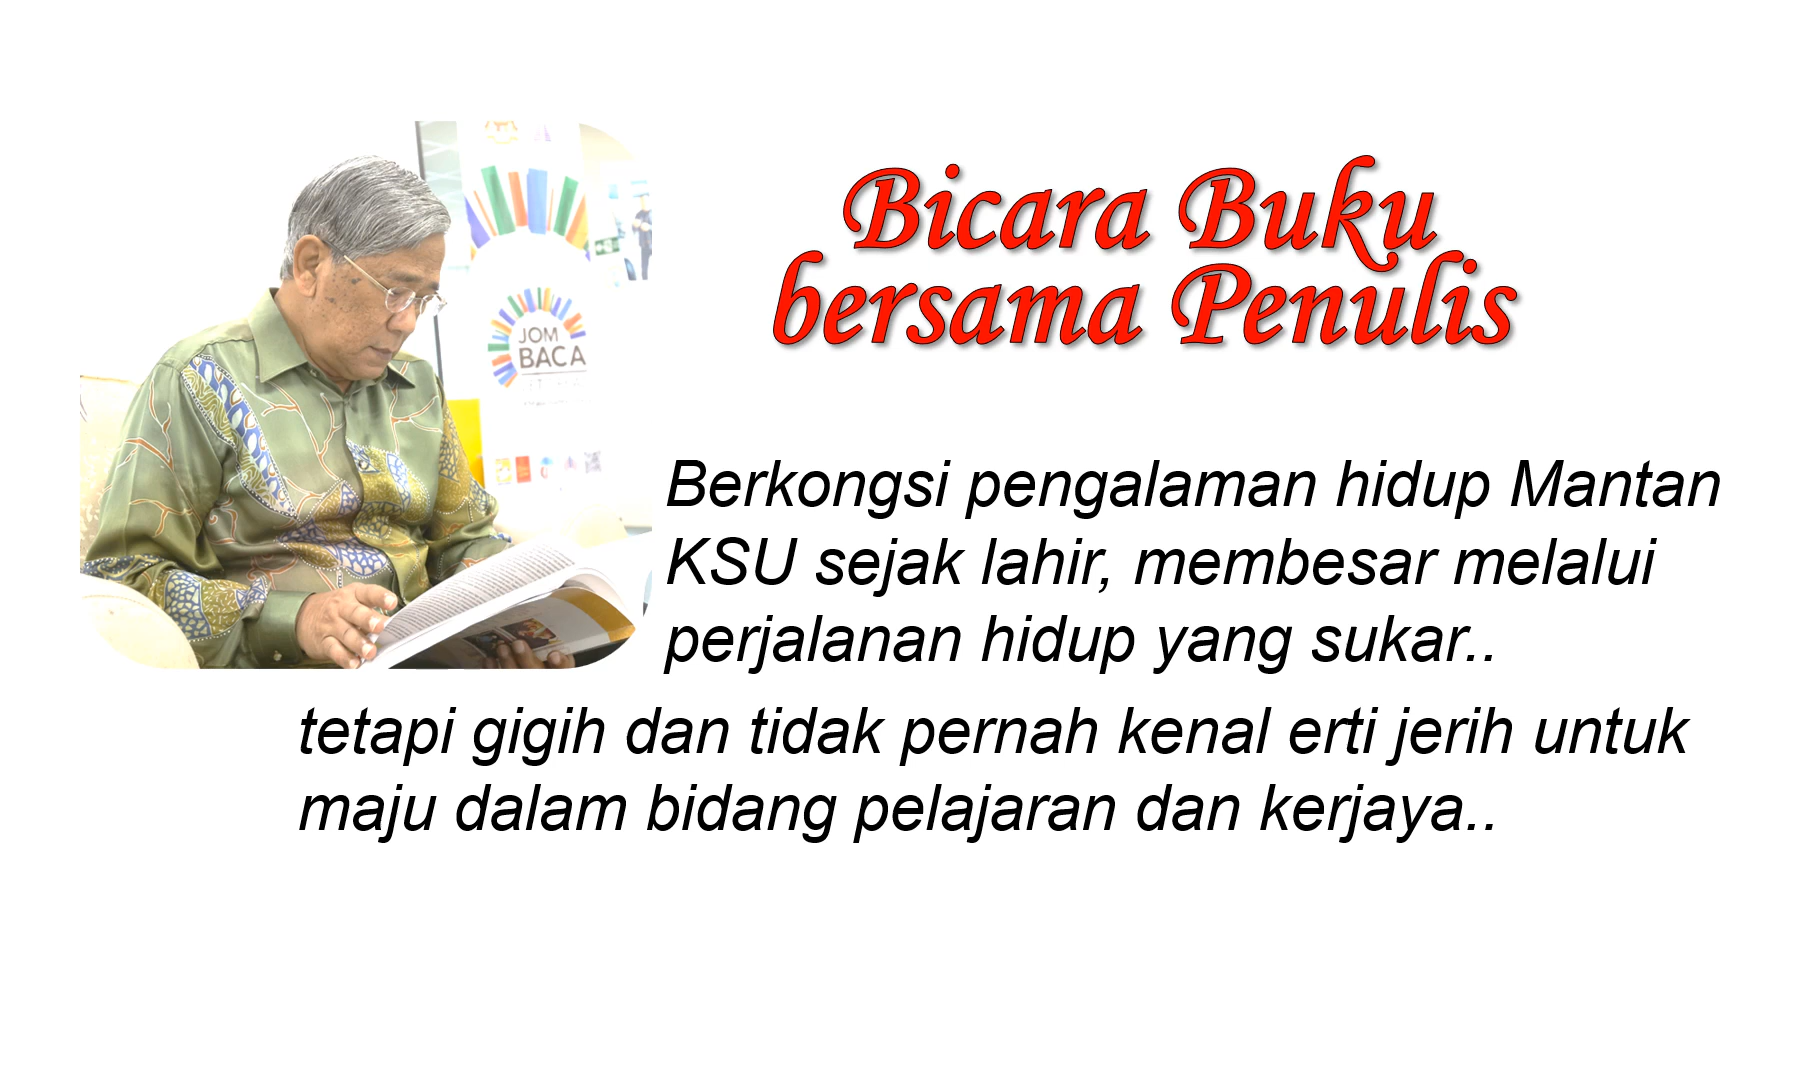 Bicara Buku
bersama Penulis
JOM
BACA
Berkongsi pengalaman hidup Mantan
KSU sejak lahir, membesar melalui
perjalanan hidup yang sukar..
tetapi gigih dan tidak pernah kenal erti jerih untuk
maju dalam bidang pelajaran dan kerjaya..